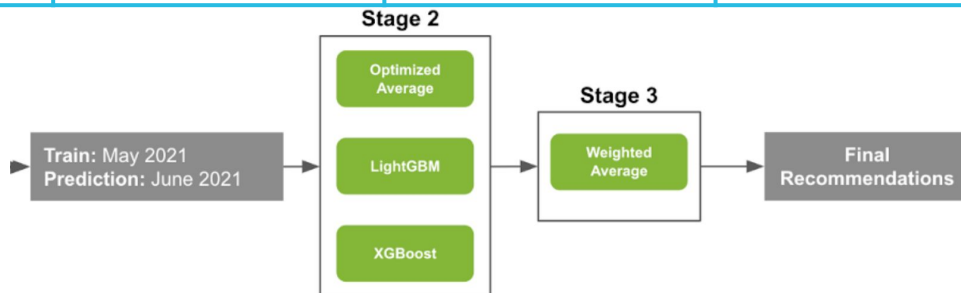 Stage 2
Optimized
Average
LightGBM
XGBoost
Train: May 2021
Prediction: June 2021
Stage 3
Weighted
Average
Final
Recommendations